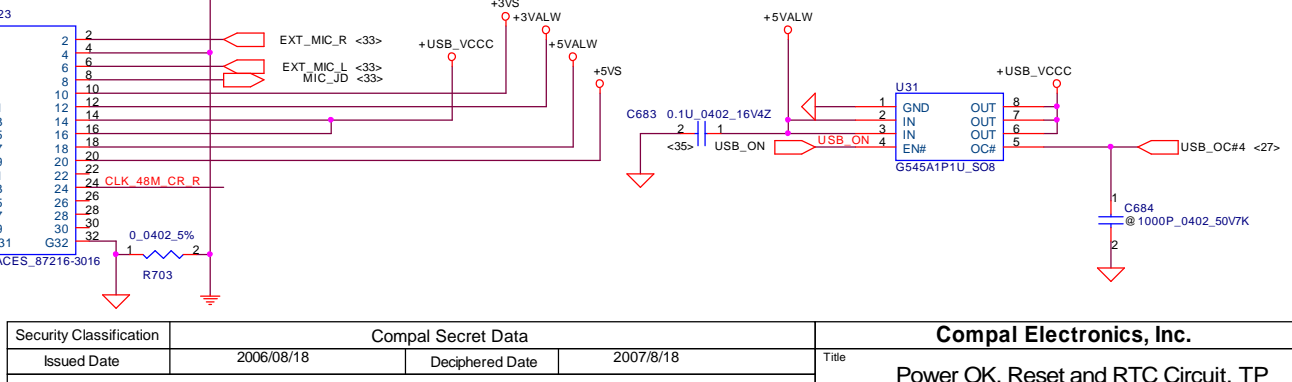 23
+3VS
+3VALW
+5VALW
+USB_VCCC
+5VALW
+5VS
+USB_VCCC
2 2 EXT_MIC_R <33>
4 4
6 6 EXT_MIC_L <33>
8 8 MIC_JD <33>
10 10
12 12
14 14
16 16
18 18
20 20
22 22
24 24 CLK_48M_CR_R
26 26
28 28
30 30
31 G32 32
ACES_87216-3016
0_0402_5%
1 2
R703
C683 0.1U_0402_16V4Z
2 1
<35> USB_ON USB_ON
U31
1 GND OUT 8
2 IN OUT 7
3 IN OUT 6
4 EN# OC# 5
G545A1P1U_SO8
USB_OC#4 <27>
1
C684
@ 1000P_0402_50V7K
2
Security Classification
Compal Secret Data
Compal Electronics, Inc.
Issued Date
2006/08/18
Deciphered Date
2007/8/18
Title
Power OK, Reset and RTC Circuit, TP